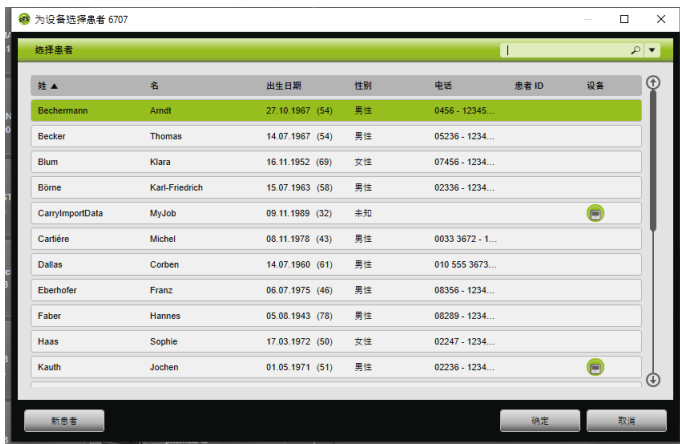 为设备选择患者 6707
选择患者
姓 ▲ 名 出生日期 性别 电话 患者 ID 设备
Bechermann Arndt 27.10.1967 (54) 男性 0456 - 12345...
Becker Thomas 14.07.1967 (54) 男性 05236 - 1234...
Blum Klara 16.11.1952 (69) 女性 07456 - 1234...
Börne Karl-Friedrich 15.07.1963 (58) 男性 02336 - 1234...
CarryImportData MyJob 09.11.1989 (32) 未知
Cartiére Michel 08.11.1978 (43) 男性 0033 3672 - 1...
Dallas Corben 14.07.1960 (61) 男性 010 555 3673...
Eberhofer Franz 06.07.1975 (46) 男性 08356 - 1234...
Faber Hannes 05.08.1943 (78) 男性 08289 - 1234...
Haas Sophie 17.03.1972 (50) 女性 02247 - 1234...
Kauth Jochen 01.05.1971 (51) 男性 02236 - 1234...
新患者 确定 取消